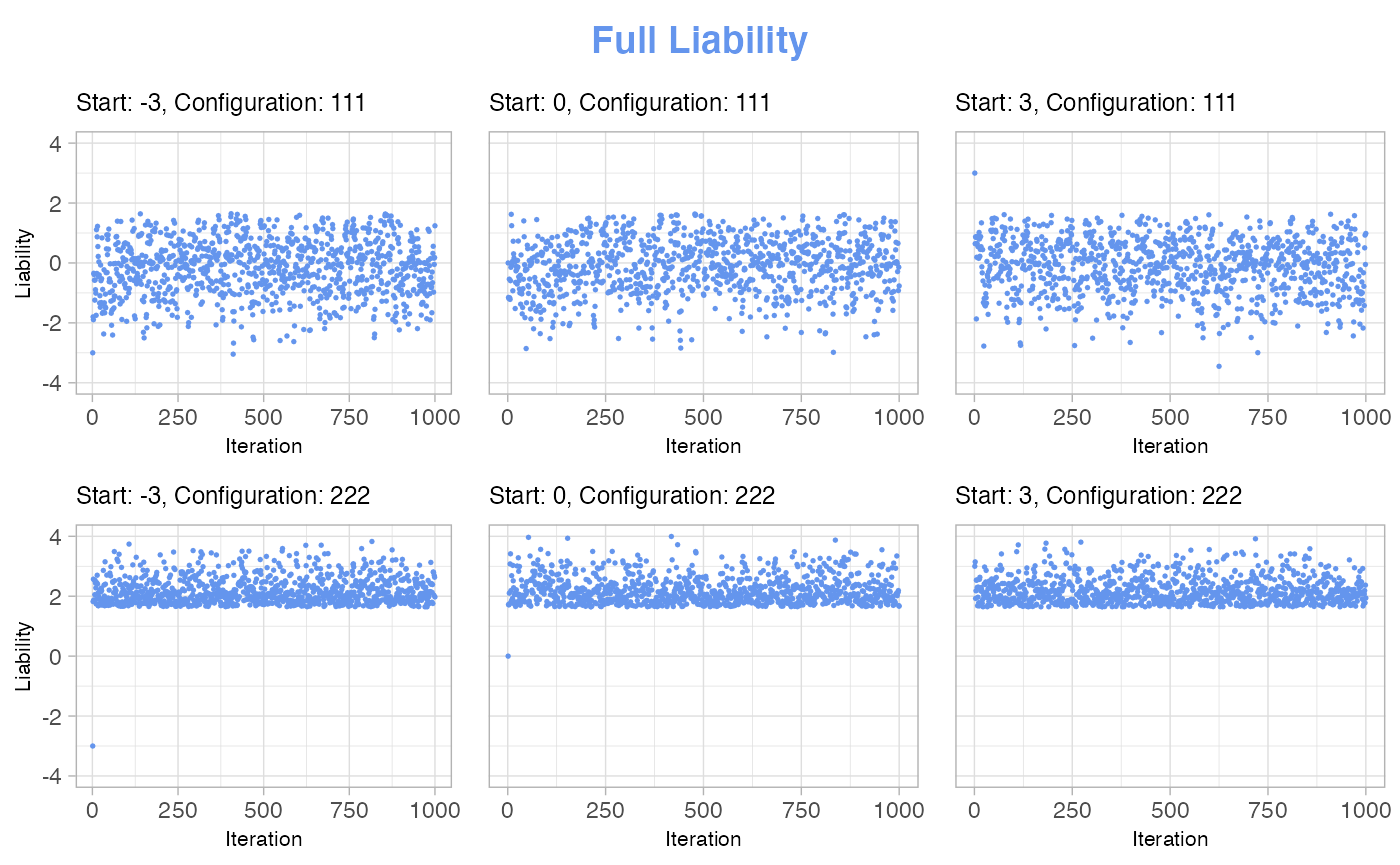 Full Liability
Start: -3, Configuration: 111
Start: 0, Configuration: 111
Start: 3, Configuration: 111
4
2
0
-2
-4
Liability
0 250 500 750 1000
0 250 500 750 1000
0 250 500 750 1000
Iteration
Iteration
Iteration
Start: -3, Configuration: 222
Start: 0, Configuration: 222
Start: 3, Configuration: 222
4
2
0
-2
-4
Liability
0 250 500 750 1000
0 250 500 750 1000
0 250 500 750 1000
Iteration
Iteration
Iteration